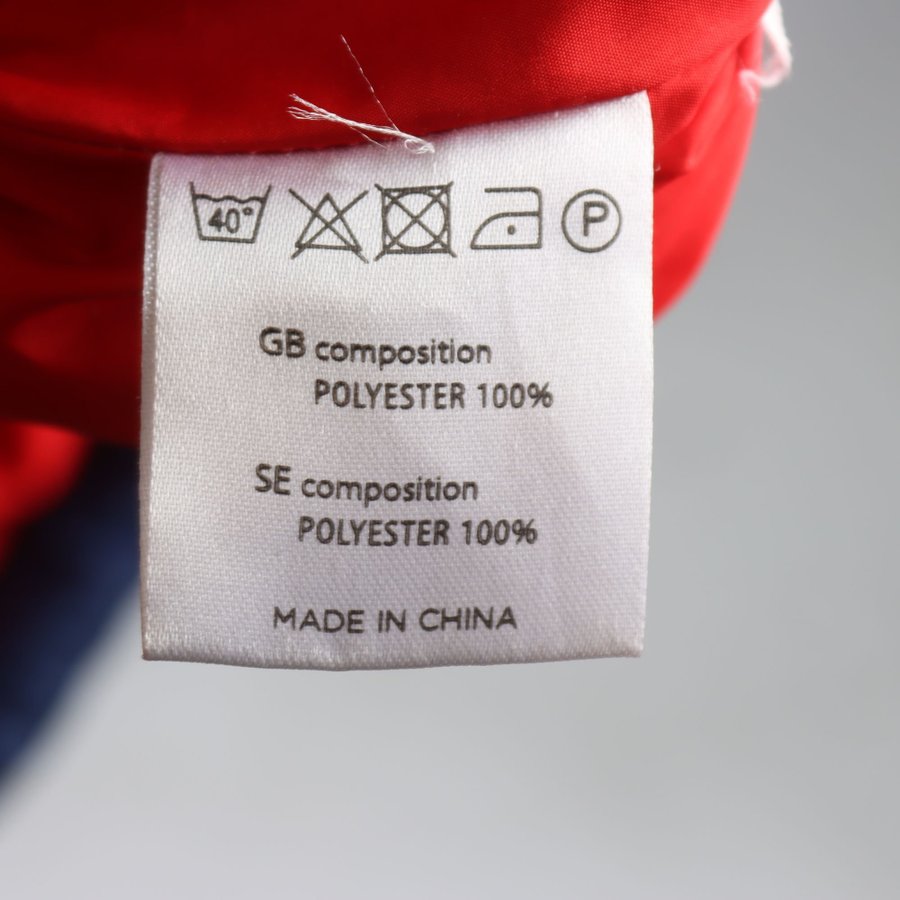 40° P
GB composition
POLYESTER 100%
SE composition
POLYESTER 100%
MADE IN CHINA